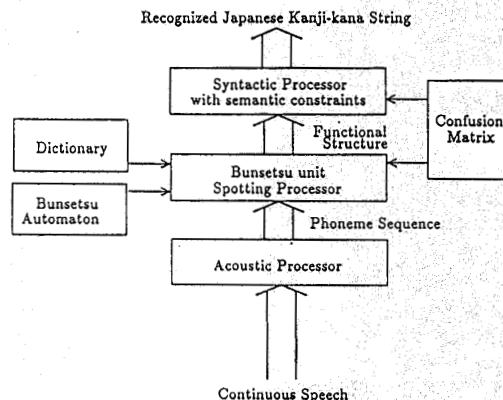 Recognized Japanese Kanji-kana String
Syntactic Processor
with semantic constraints
Confusion
Matrix
Functional
Structure
Dictionary
Bunsetsu unit
Spotting Processor
Bunsetsu
Automaton
Phoneme Sequence
Acoustic Processor
Continuous Speech